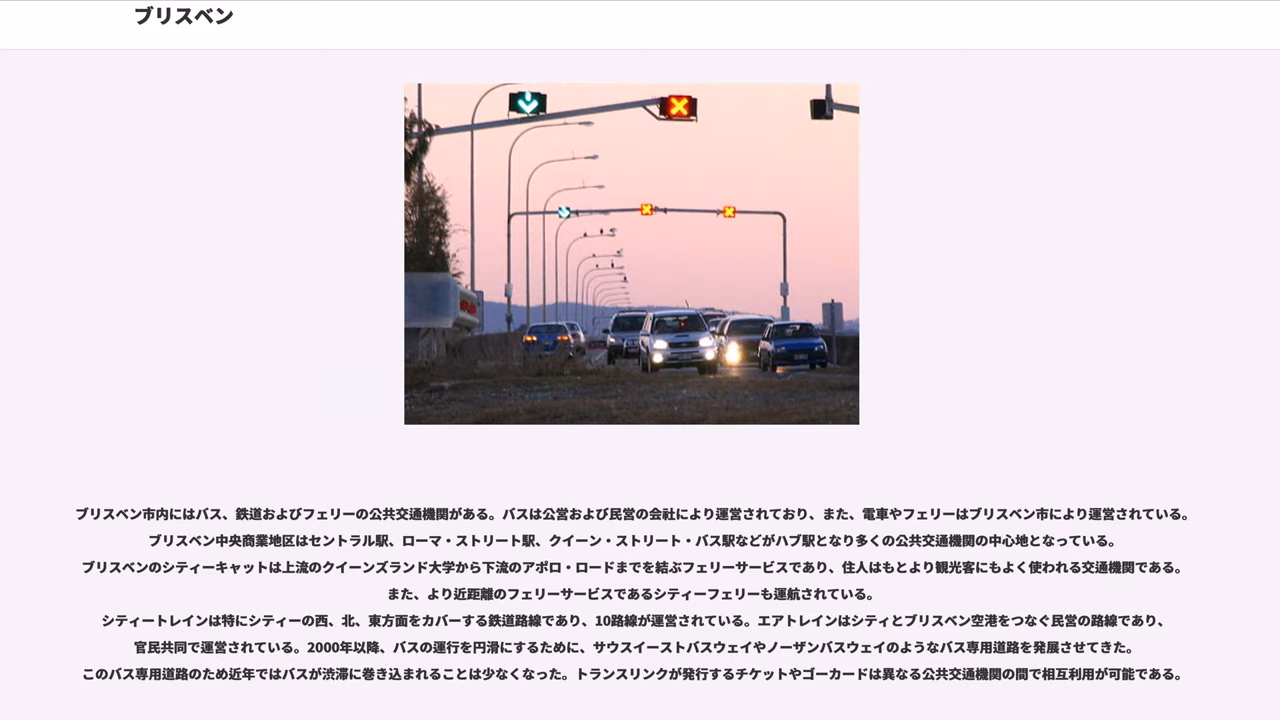 ブリスベン
ブリスベン市内にはバス、鉄道およびフェリーの公共交通機関がある。バスは公営および民営の会社により運営されており、また、電車やフェリーはブリスベン市により運営されている。
ブリスベン中央商業地区はセントラル駅、ローマ・ストリート駅、クイーン・ストリート・バス駅などがハブ駅となり多くの公共交通機関の中心地となっている。
ブリスベンのシティーキャットは上流のクイーンズランド大学から下流のアポロ・ロードまでを結ぶフェリーサービスであり、住人はもとより観光客にもよく使われる交通機関である。
また、より近距離のフェリーサービスであるシティーフェリーも運航されている。
シティートレインは特にシティーの西、北、東方面をカバーする鉄道路線であり、10路線が運営されている。エアトレインはシティとブリスベン空港をつなぐ民営の路線であり、
官民共同で運営されている。2000年以降、バスの運行を円滑にするために、サウスイーストバスウェイやノーザンバスウェイのようなバス専用道路を発展させてきた。
このバス専用道路のため近年ではバスが渋滞に巻き込まれることは少なくなった。トランスリンクが発行するチケットやゴーカードは異なる公共交通機関の間で相互利用が可能である。